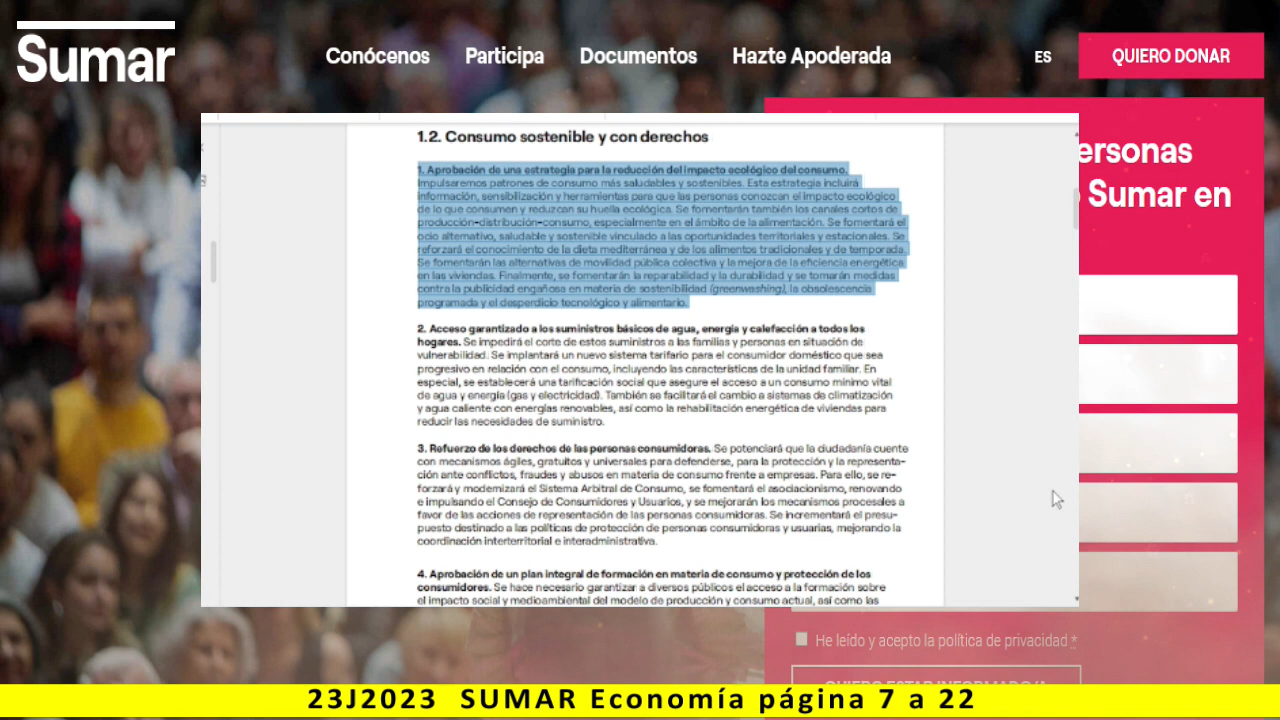 Sumar
Conócenos
Participa
Documentos
Hazte Apoderada
ES
QUIERO DONAR
ersonas
Sumar en
1.2. Consumo sostenible y con derechos
1. Aprobación de una estrategia para la reducción del impacto ecológico del consumo.
Impulsaremos patrones de consumo más saludables y sostenibles. Esta estrategia incluirá
información, sensibilización y herramientas para que las personas conozcan el impacto ecológico
de lo que consumen y reduzcan su huella ecológica. Se fomentarán también los canales cortos de
producción-distribución-consumo, especialmente en el ámbito de la alimentación. Se fomentará el
ocio alternativo, saludable y sostenible vinculado a las oportunidades territoriales y estacionales. Se
reforzará el conocimiento de la dieta mediterránea y de los alimentos tradicionales y de temporada.
Se fomentarán las alternativas de movilidad pública colectiva y la mejora de la eficiencia energética
en las viviendas. Finalmente, se fomentarán la reparabilidad y la durabilidad y se tomarán medidas
contra la publicidad engañosa en materia de sostenibilidad (greenwashing), la obsolescencia
programada y el desperdicio tecnológico y alimentario.
2. Acceso garantizado a los suministros básicos de agua, energía y calefacción a todos los
hogares. Se impedirá el corte de estos suministros a las familias y personas en situación de
vulnerabilidad. Se implantará un nuevo sistema tarifario para el consumidor doméstico que sea
progresivo en relación con el consumo, incluyendo las características de la unidad familiar. En
especial, se establecerá una tarificación social que asegure el acceso a un consumo mínimo vital
de agua y energía (gas y electricidad). También se facilitará el cambio a sistemas de climatización
y agua caliente con energías renovables, así como la rehabilitación energética de viviendas para
reducir las necesidades de suministro.
3. Refuerzo de los derechos de las personas consumidoras. Se potenciará que la ciudadanía cuente
con mecanismos ágiles, gratuitos y universales para defenderse, para la protección y la representa-
ción ante conflictos, fraudes y abusos en materia de consumo frente a empresas. Para ello, se re-
forzará y modernizará el Sistema Arbitral de Consumo, se fomentará el asociacionismo, renovando
e impulsando el Consejo de Consumidores y Usuarios, y se mejorarán los mecanismos procesales a
favor de las acciones de representación de las personas consumidoras. Se incrementará el presu-
puesto destinado a las políticas de protección de personas consumidoras y usuarias, mejorando la
coordinación interterritorial e interadministrativa.
4. Aprobación de un plan integral de formación en materia de consumo y protección de los
consumidores. Se hace necesario garantizar a diversos públicos el acceso a la formación sobre
el impacto social y medioambiental del modelo de producción y consumo actual, así como las
He leído y acepto la política de privacidad *
QUIERO ESTAR INFORMADO/A
23J2023 SUMAR Economía página 7 a 22